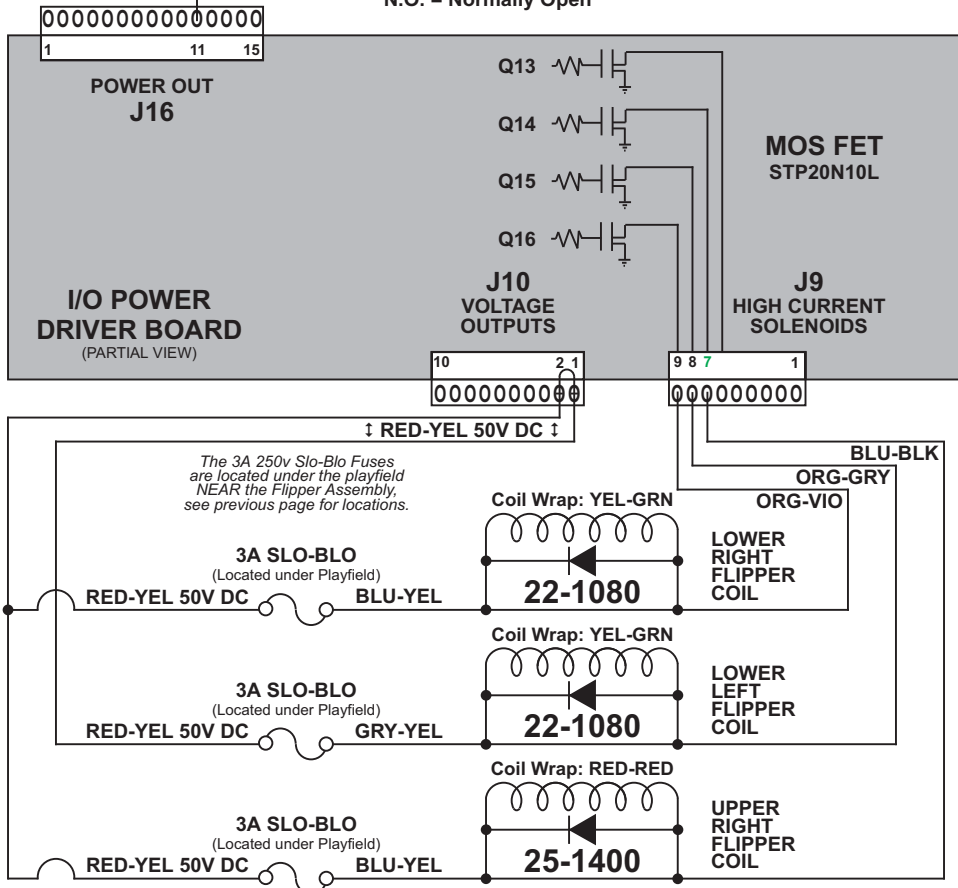 N.O. = Normally Open
1 11 15
POWER OUT
J16
Q13
Q14
Q15
Q16
MOS FET
STP20N10L
I/O POWER
DRIVER BOARD
(PARTIAL VIEW)
J10
VOLTAGE
OUTPUTS
J9
HIGH CURRENT
SOLENOIDS
10 2 1
9 8 7 1
↕ RED-YEL 50V DC ↕
BLU-BLK
ORG-GRY
ORG-VIO
The 3A 250v Slo-Blo Fuses
are located under the playfield
NEAR the Flipper Assembly,
see previous page for locations.
3A SLO-BLO
(Located under Playfield)
RED-YEL 50V DC
BLU-YEL
Coil Wrap: YEL-GRN
22-1080
LOWER
RIGHT
FLIPPER
COIL
3A SLO-BLO
(Located under Playfield)
RED-YEL 50V DC
GRY-YEL
Coil Wrap: YEL-GRN
22-1080
LOWER
LEFT
FLIPPER
COIL
3A SLO-BLO
(Located under Playfield)
RED-YEL 50V DC
BLU-YEL
Coil Wrap: RED-RED
25-1400
UPPER
RIGHT
FLIPPER
COIL